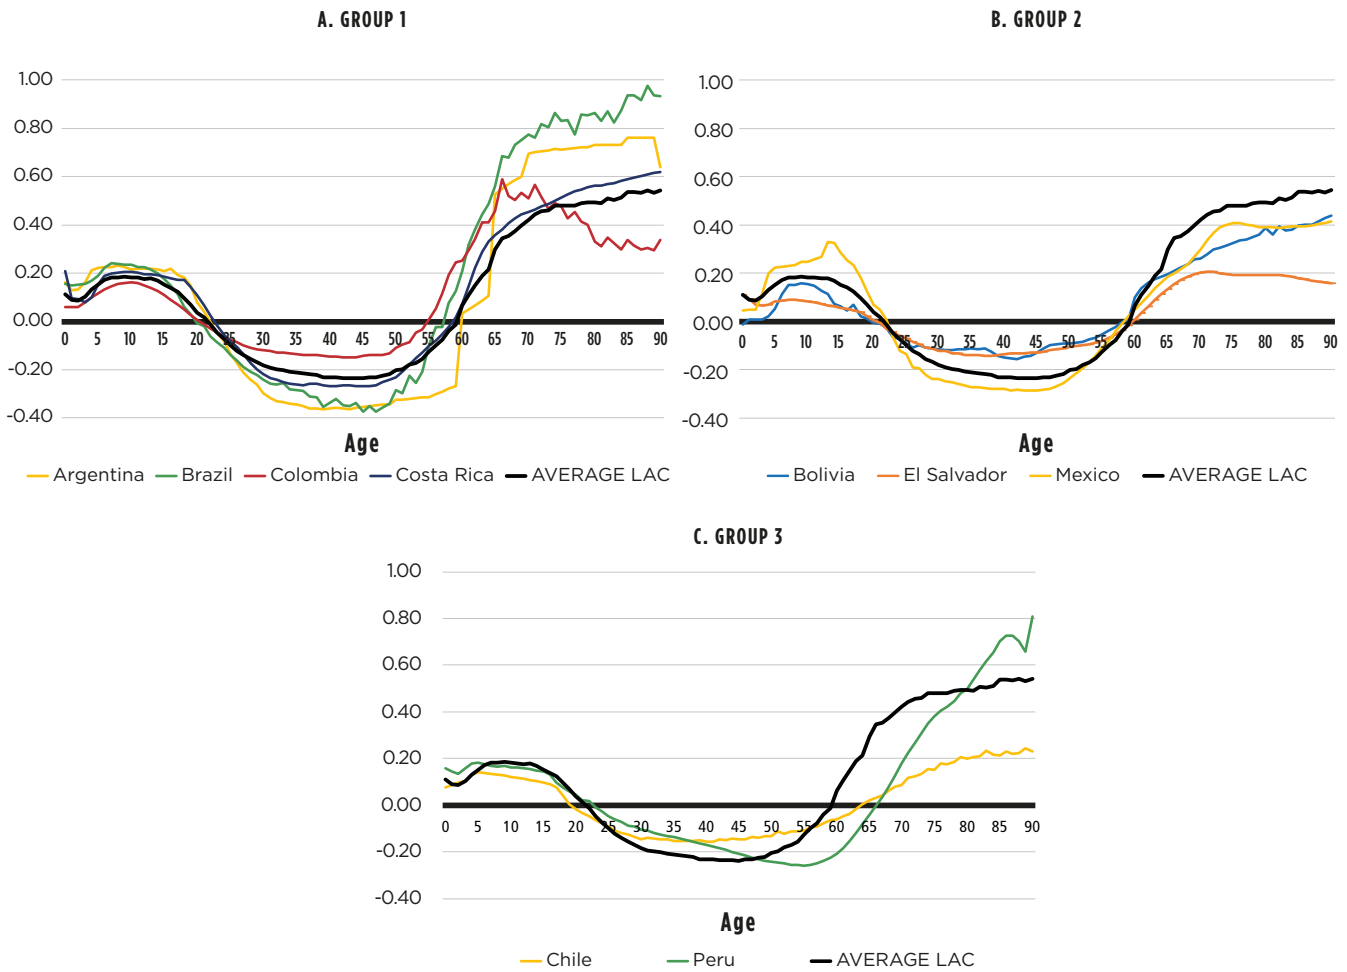 A. GROUP 1
1.00
0.80
0.60
0.40
0.20
0.00
-0.20
-0.40
0 5 10 15 20 25 30 35 40 45 50 55 60 65 70 75 80 85 90
Age
Argentina Brazil Colombia Costa Rica AVERAGE LAC
B. GROUP 2
1.00
0.80
0.60
0.40
0.20
0.00
-0.20
-0.40
0 5 10 15 20 25 30 35 40 45 50 55 60 65 70 75 80 85 90
Age
Bolivia El Salvador Mexico AVERAGE LAC
C. GROUP 3
1.00
0.80
0.60
0.40
0.20
0.00
-0.20
-0.40
0 5 10 15 20 25 30 35 40 45 50 55 60 65 70 75 80 85 90
Age
Chile Peru AVERAGE LAC